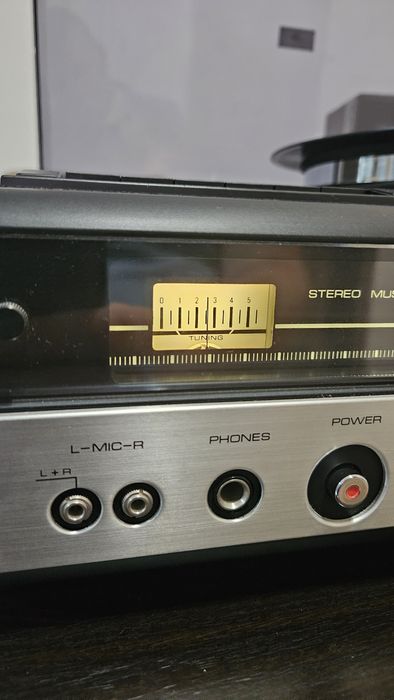 0 1 2 3 4 5
TUNING
STEREO MUS
POWER
L-MIC-R
PHONES
L+R